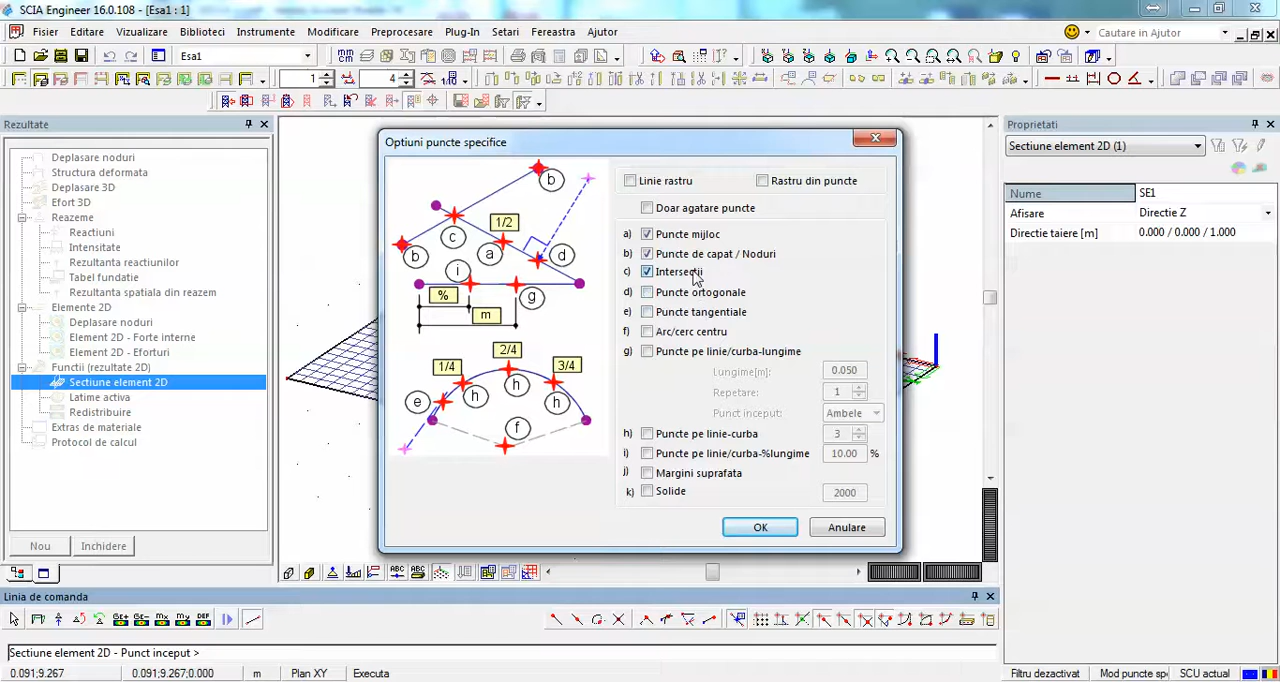 SCIA Engineer 16.0.108 - [Esa1 : 1]
Fisier Editare Vizualizare Biblioteci Instrumente Modificare Preprocesare Plug-In Setari Fereastra Ajutor
Cautare in Ajutor
Esa1
1
4
Rezultate
Deplasare noduri
Structura deformata
Deplasare 3D
Efort 3D
Reazeme
Reactiuni
Intensitate
Rezultanta reactiunilor
Tabel fundatie
Rezultanta spatiala din reazem
Elemente 2D
Deplasare noduri
Element 2D - Forte interne
Element 2D - Eforturi
Functii (rezultate 2D)
Sectiune element 2D
Latime activa
Redistribuire
Extras de materiale
Protocol de calcul
Nou
Inchidere
Optiuni puncte specifice
b
1/2
c
b
a
d
i
%
g
m
2/4
1/4
3/4
h
e
h
h
f
Linie rastru
Rastru din puncte
Doar agatare puncte
a) Puncte mijloc
b) Puncte de capat / Noduri
c) Intersectii
d) Puncte ortogonale
e) Puncte tangentiale
f) Arc/cerc centru
g) Puncte pe linie/curba-lungime
Lungime[m]: 0.050
Repetare: 1
Punct inceput: Ambele
h) Puncte pe linie-curba 3
i) Puncte pe linie/curba-%lungime 10.00 %
j) Margini suprafata
k) Solide 2000
OK
Anulare
Proprietati
Sectiune element 2D (1)
Nume SE1
Afisare Directie Z
Directie taiere [m] 0.000 / 0.000 / 1.000
Linia de comanda
Sectiune element 2D - Punct inceput >
0.091;9.267 0.091;9.267;0.000 m Plan XY Executa Filtru dezactivat Mod puncte sp SCU actual